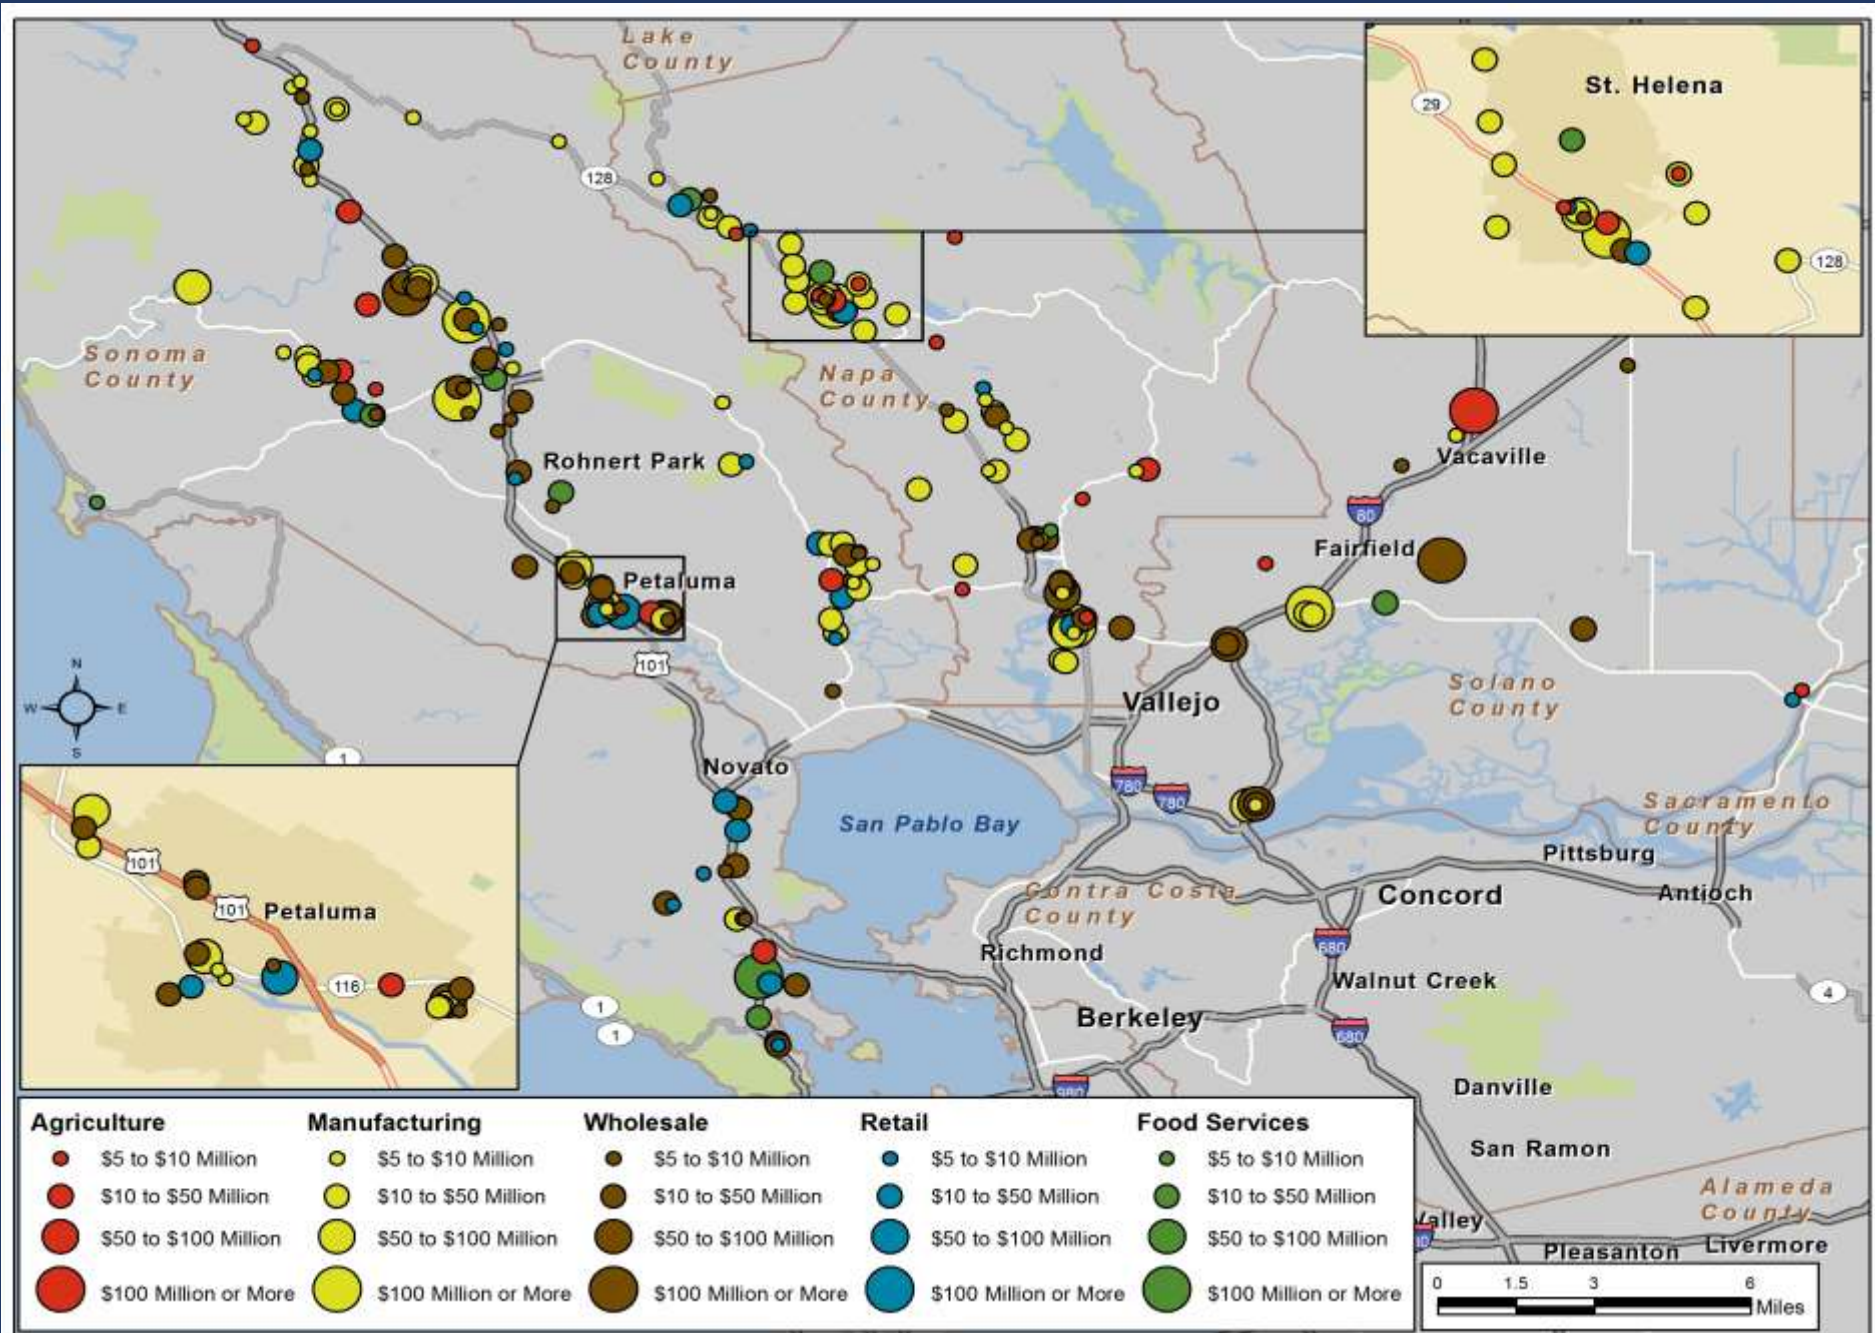 Lake
County
St. Helena
29
128
128
Sonoma
County
Napa
County
Vacaville
Rohnert Park
80
Fairfield
Petaluma
101
Solano
County
Vallejo
N
W
E
S
1
Novato
780
780
San Pablo Bay
Sacramento
County
Pittsburg
101
Contra Costa
County
Concord
Antioch
101
Petaluma
680
Richmond
Walnut Creek
116
1
4
Berkeley
1
680
Danville
San Ramon
Alameda
County
Valley
Pleasanton
Livermore
Agriculture
Manufacturing
Wholesale
Retail
Food Services
$5 to $10 Million
$5 to $10 Million
$5 to $10 Million
$5 to $10 Million
$5 to $10 Million
$10 to $50 Million
$10 to $50 Million
$10 to $50 Million
$10 to $50 Million
$10 to $50 Million
$50 to $100 Million
$50 to $100 Million
$50 to $100 Million
$50 to $100 Million
$50 to $100 Million
$100 Million or More
$100 Million or More
$100 Million or More
$100 Million or More
$100 Million or More
0 1.5 3 6
Miles